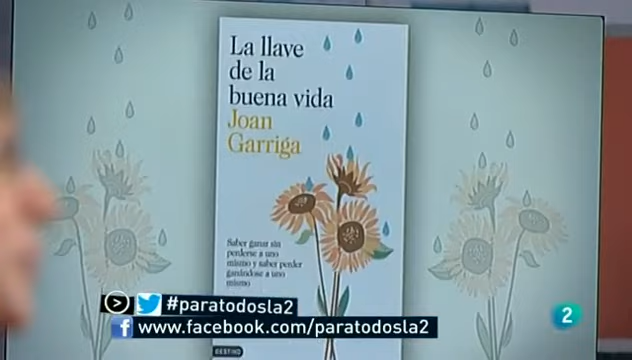 La llave
de la
buena vida
Joan
Garriga
Saber ganar sin
perderse a uno
mismo y saber perder
ganándose a uno
mismo
#paratodosla2
www.facebook.com/paratodosla2
2
DESTINO